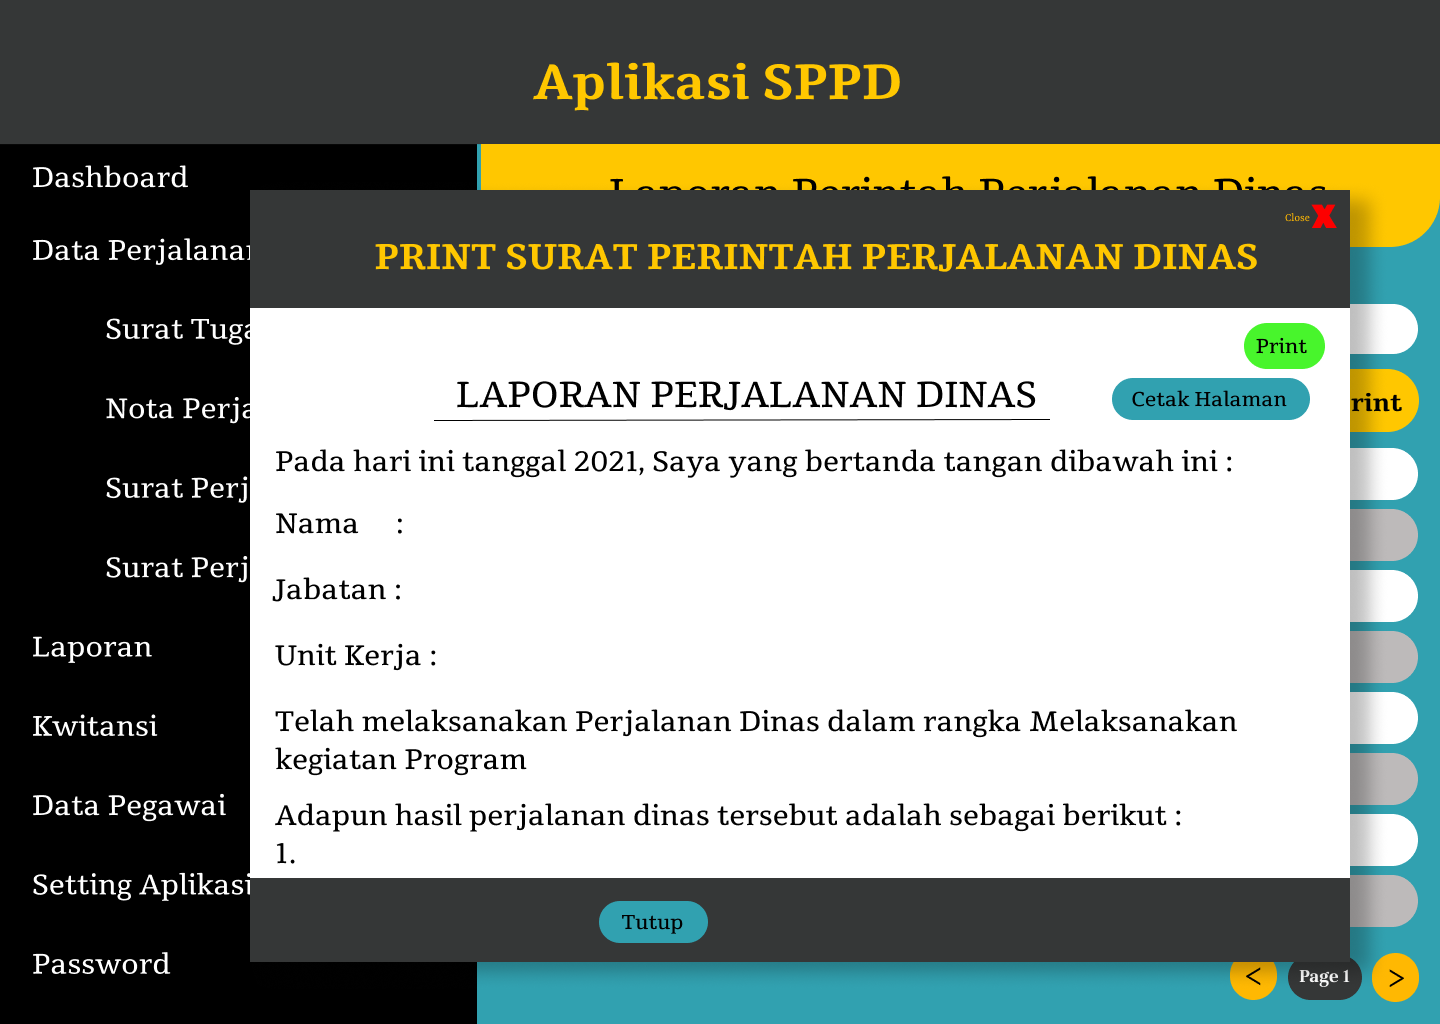 Aplikasi SPPD
Dashboard
Data Perjalanan
Surat Tuga
Nota Perja
Surat Perj
Surat Perj
Laporan
Kwitansi
Data Pegawai
Setting Aplikasi
Password
Laporan Perintah Perjalanan Dinas
Close X
PRINT SURAT PERINTAH PERJALANAN DINAS
Print
LAPORAN PERJALANAN DINAS
Cetak Halaman
Pada hari ini tanggal 2021, Saya yang bertanda tangan dibawah ini :
Nama :
Jabatan :
Unit Kerja :
Telah melaksanakan Perjalanan Dinas dalam rangka Melaksanakan
kegiatan Program
Adapun hasil perjalanan dinas tersebut adalah sebagai berikut :
1.
Tutup
rint
< Page 1 >